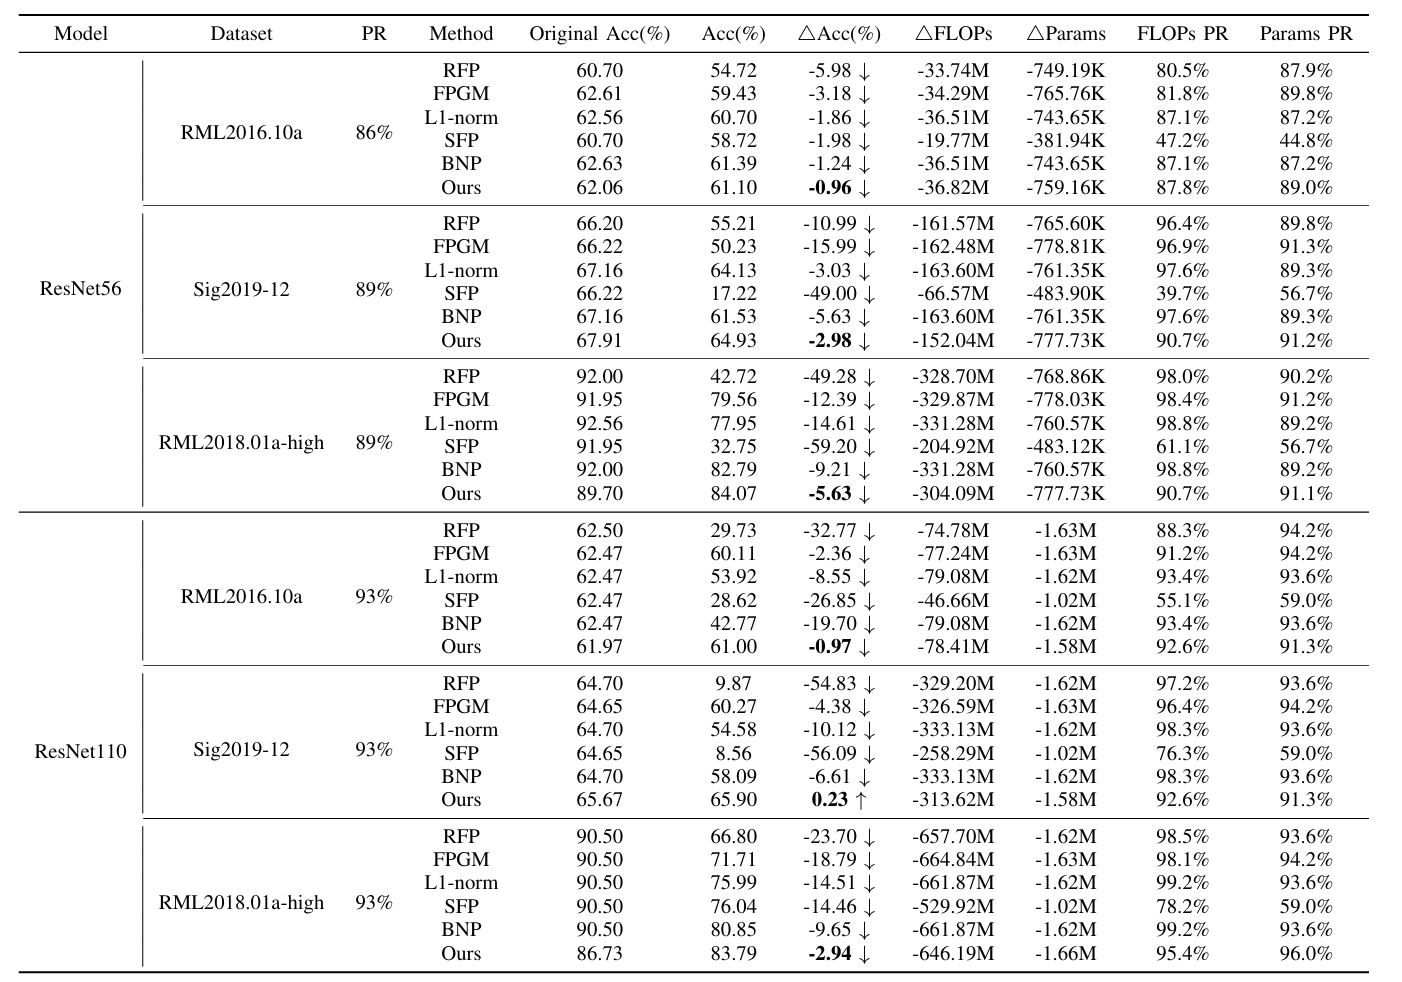 Model Dataset PR Method Original Acc(%) Acc(%) △Acc(%) △FLOPs △Params FLOPs PR Params PR
RFP 60.70 54.72 -5.98 ↓ -33.74M -749.19K 80.5% 87.9%
FPGM 62.61 59.43 -3.18 ↓ -34.29M -765.76K 81.8% 89.8%
L1-norm 62.56 60.70 -1.86 ↓ -36.51M -743.65K 87.1% 87.2%
RML2016.10a 86%
SFP 60.70 58.72 -1.98 ↓ -19.77M -381.94K 47.2% 44.8%
BNP 62.63 61.39 -1.24 ↓ -36.51M -743.65K 87.1% 87.2%
Ours 62.06 61.10 -0.96 ↓ -36.82M -759.16K 87.8% 89.0%
RFP 66.20 55.21 -10.99 ↓ -161.57M -765.60K 96.4% 89.8%
FPGM 66.22 50.23 -15.99 ↓ -162.48M -778.81K 96.9% 91.3%
L1-norm 67.16 64.13 -3.03 ↓ -163.60M -761.35K 97.6% 89.3%
ResNet56 Sig2019-12 89%
SFP 66.22 17.22 -49.00 ↓ -66.57M -483.90K 39.7% 56.7%
BNP 67.16 61.53 -5.63 ↓ -163.60M -761.35K 97.6% 89.3%
Ours 67.91 64.93 -2.98 ↓ -152.04M -777.73K 90.7% 91.2%
RFP 92.00 42.72 -49.28 ↓ -328.70M -768.86K 98.0% 90.2%
FPGM 91.95 79.56 -12.39 ↓ -329.87M -778.03K 98.4% 91.2%
L1-norm 92.56 77.95 -14.61 ↓ -331.28M -760.57K 98.8% 89.2%
RML2018.01a-high 89%
SFP 91.95 32.75 -59.20 ↓ -204.92M -483.12K 61.1% 56.7%
BNP 92.00 82.79 -9.21 ↓ -331.28M -760.57K 98.8% 89.2%
Ours 89.70 84.07 -5.63 ↓ -304.09M -777.73K 90.7% 91.1%
RFP 62.50 29.73 -32.77 ↓ -74.78M -1.63M 88.3% 94.2%
FPGM 62.47 60.11 -2.36 ↓ -77.24M -1.63M 91.2% 94.2%
L1-norm 62.47 53.92 -8.55 ↓ -79.08M -1.62M 93.4% 93.6%
RML2016.10a 93%
SFP 62.47 28.62 -26.85 ↓ -46.66M -1.02M 55.1% 59.0%
BNP 62.47 42.77 -19.70 ↓ -79.08M -1.62M 93.4% 93.6%
Ours 61.97 61.00 -0.97 ↓ -78.41M -1.58M 92.6% 91.3%
RFP 64.70 9.87 -54.83 ↓ -329.20M -1.62M 97.2% 93.6%
FPGM 64.65 60.27 -4.38 ↓ -326.59M -1.63M 96.4% 94.2%
L1-norm 64.70 54.58 -10.12 ↓ -333.13M -1.62M 98.3% 93.6%
ResNet110 Sig2019-12 93%
SFP 64.65 8.56 -56.09 ↓ -258.29M -1.02M 76.3% 59.0%
BNP 64.70 58.09 -6.61 ↓ -333.13M -1.62M 98.3% 93.6%
Ours 65.67 65.90 0.23 ↑ -313.62M -1.58M 92.6% 91.3%
RFP 90.50 66.80 -23.70 ↓ -657.70M -1.62M 98.5% 93.6%
FPGM 90.50 71.71 -18.79 ↓ -664.84M -1.63M 98.1% 94.2%
L1-norm 90.50 75.99 -14.51 ↓ -661.87M -1.62M 99.2% 93.6%
RML2018.01a-high 93%
SFP 90.50 76.04 -14.46 ↓ -529.92M -1.02M 78.2% 59.0%
BNP 90.50 80.85 -9.65 ↓ -661.87M -1.62M 99.2% 93.6%
Ours 86.73 83.79 -2.94 ↓ -646.19M -1.66M 95.4% 96.0%